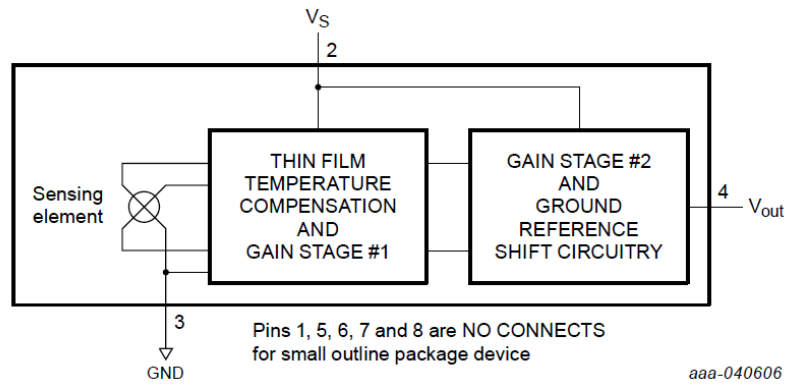 V_S
2
Sensing
element
THIN FILM
TEMPERATURE
COMPENSATION
AND
GAIN STAGE #1
GAIN STAGE #2
AND
GROUND
REFERENCE
SHIFT CIRCUITRY
4
V_out
3
GND
Pins 1, 5, 6, 7 and 8 are NO CONNECTS
for small outline package device
aaa-040606